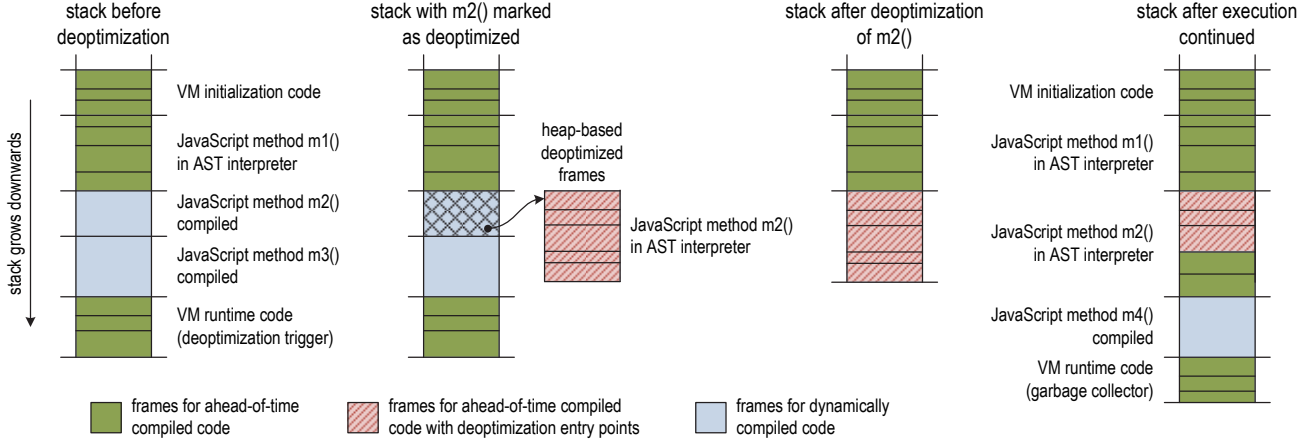 stack before
deoptimization
stack with m2() marked
as deoptimized
stack after deoptimization
of m2()
stack after execution
continued
stack grows downwards
VM initialization code
JavaScript method m1()
in AST interpreter
JavaScript method m2()
compiled
JavaScript method m3()
compiled
VM runtime code
(deoptimization trigger)
heap-based
deoptimized
frames
JavaScript method m2()
in AST interpreter
VM initialization code
JavaScript method m1()
in AST interpreter
JavaScript method m2()
in AST interpreter
JavaScript method m4()
compiled
VM runtime code
(garbage collector)
frames for ahead-of-time
compiled code
frames for ahead-of-time compiled
code with deoptimization entry points
frames for dynamically
compiled code